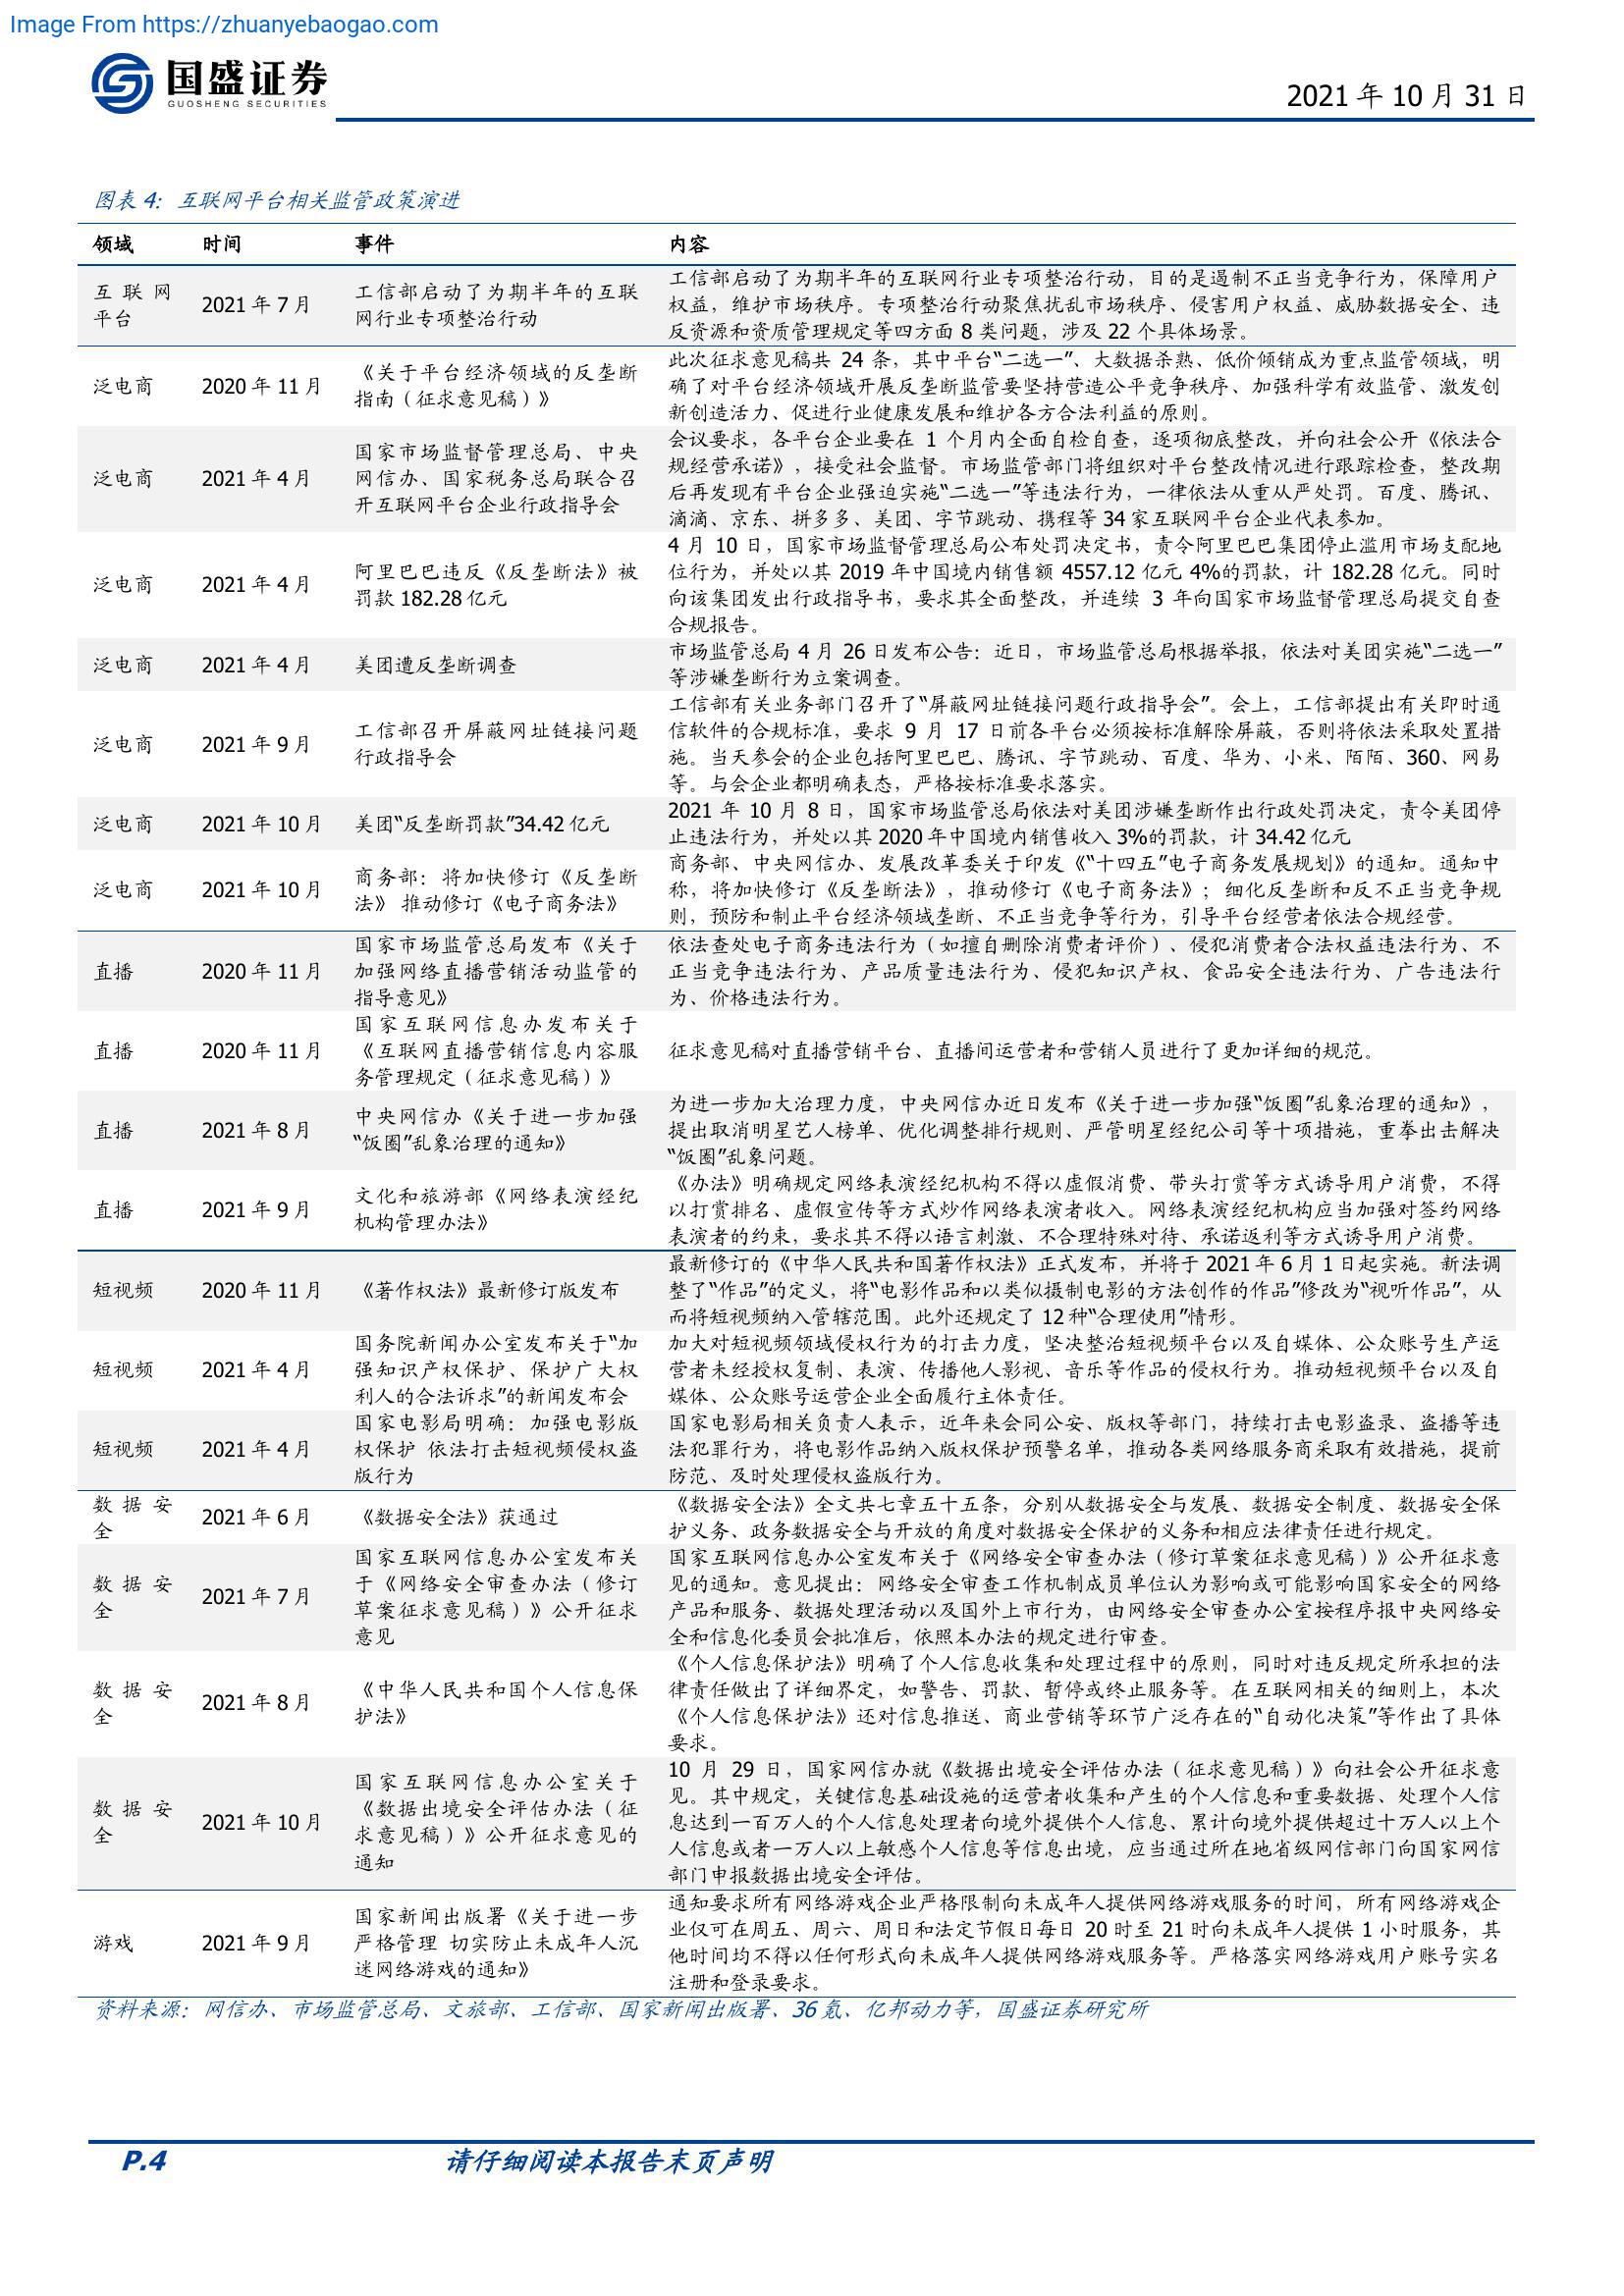 Image From https://zhuanyebaogao.com
国盛证券
GUOSHENG SECURITIES
2021 年 10 月 31 日
图表 4：互联网平台相关监管政策演进
领域 时间 事件 内容
互联网
平台
2021 年 7 月
工信部启动了为期半年的互联
网行业专项整治行动
工信部启动了为期半年的互联网行业专项整治行动，目的是遏制不正当竞争行为，保障用户
权益，维护市场秩序。专项整治行动聚焦扰乱市场秩序、侵害用户权益、威胁数据安全、违
反资源和资质管理规定等四方面 8 类问题，涉及 22 个具体场景。
泛电商
2020 年 11 月
《关于平台经济领域的反垄断
指南（征求意见稿）》
此次征求意见稿共 24 条，其中平台“二选一”、大数据杀熟、低价倾销成为重点监管领域，明
确了对平台经济领域开展反垄断监管要坚持营造公平竞争秩序、加强科学有效监管、激发创
新创造活力、促进行业健康发展和维护各方合法利益的原则。
泛电商
2021 年 4 月
国家市场监督管理总局、中央
网信办、国家税务总局联合召
开互联网平台企业行政指导会
会议要求，各平台企业要在 1 个月内全面自检自查，逐项彻底整改，并向社会公开《依法合
规经营承诺》，接受社会监督。市场监管部门将组织对平台整改情况进行跟踪检查，整改期
后再发现有平台企业强迫实施“二选一”等违法行为，一律依法从重从严处罚。百度、腾讯、
滴滴、京东、拼多多、美团、字节跳动、携程等 34 家互联网平台企业代表参加。
泛电商
2021 年 4 月
阿里巴巴违反《反垄断法》被
罚款 182.28 亿元
4 月 10 日，国家市场监督管理总局公布处罚决定书，责令阿里巴巴集团停止滥用市场支配地
位行为，并处以其 2019 年中国境内销售额 4557.12 亿元 4%的罚款，计 182.28 亿元。同时
向该集团发出行政指导书，要求其全面整改，并连续 3 年向国家市场监督管理总局提交自查
合规报告。
泛电商
2021 年 4 月
美团遭反垄断调查
市场监管总局 4 月 26 日发布公告：近日，市场监管总局根据举报，依法对美团实施“二选一”
等涉嫌垄断行为立案调查。
泛电商
2021 年 9 月
工信部召开屏蔽网址链接问题
行政指导会
工信部有关业务部门召开了“屏蔽网址链接问题行政指导会”。会上，工信部提出有关即时通
信软件的合规标准，要求 9 月 17 日前各平台必须按标准解除屏蔽，否则将依法采取处置措
施。当天参会的企业包括阿里巴巴、腾讯、字节跳动、百度、华为、小米、陌陌、360、网易
等。与会企业都明确表态，严格按标准要求落实。
泛电商
2021 年 10 月
美团“反垄断罚款”34.42 亿元
2021 年 10 月 8 日，国家市场监管总局依法对美团涉嫌垄断作出行政处罚决定，责令美团停
止违法行为，并处以其 2020 年中国境内销售收入 3%的罚款，计 34.42 亿元
泛电商
2021 年 10 月
商务部：将加快修订《反垄断
法》 推动修订《电子商务法》
商务部、中央网信办、发展改革委关于印发《“十四五”电子商务发展规划》的通知。通知中
称，将加快修订《反垄断法》，推动修订《电子商务法》；细化反垄断和反不正当竞争规
则，预防和制止平台经济领域垄断、不正当竞争等行为，引导平台经营者依法合规经营。
直播
2020 年 11 月
国家市场监管总局发布《关于
加强网络直播营销活动监管的
指导意见》
依法查处电子商务违法行为（如擅自删除消费者评价）、侵犯消费者合法权益违法行为、不
正当竞争违法行为、产品质量违法行为、侵犯知识产权、食品安全违法行为、广告违法行
为、价格违法行为。
直播
2020 年 11 月
国家互联网信息办发布关于
《互联网直播营销信息内容服
务管理规定（征求意见稿）》
征求意见稿对直播营销平台、直播间运营者和营销人员进行了更加详细的规范。
直播
2021 年 8 月
中央网信办《关于进一步加强
“饭圈”乱象治理的通知》
为进一步加大治理力度，中央网信办近日发布《关于进一步加强“饭圈”乱象治理的通知》，
提出取消明星艺人榜单、优化调整排行规则、严管明星经纪公司等十项措施，重拳出击解决
“饭圈”乱象问题。
直播
2021 年 9 月
文化和旅游部《网络表演经纪
机构管理办法》
《办法》明确规定网络表演经纪机构不得以虚假消费、带头打赏等方式诱导用户消费，不得
以打赏排名、虚假宣传等方式炒作网络表演者收入。网络表演经纪机构应当加强对签约网络
表演者的约束，要求其不得以语言刺激、不合理特殊对待、承诺返利等方式诱导用户消费。
短视频
2020 年 11 月
《著作权法》最新修订版发布
最新修订的《中华人民共和国著作权法》正式发布，并将于 2021 年 6 月 1 日起实施。新法调
整了“作品”的定义，将“电影作品和以类似摄制电影的方法创作的作品”修改为“视听作品”，从
而将短视频纳入管辖范围。此外还规定了 12 种“合理使用”情形。
短视频
2021 年 4 月
国务院新闻办公室发布关于“加
强知识产权保护、保护广大权
利人的合法诉求”的新闻发布会
加大对短视频领域侵权行为的打击力度，坚决整治短视频平台以及自媒体、公众账号生产运
营者未经授权复制、表演、传播他人影视、音乐等作品的侵权行为。推动短视频平台以及自
媒体、公众账号运营企业全面履行主体责任。
短视频
2021 年 4 月
国家电影局明确：加强电影版
权保护 依法打击短视频侵权盗
版行为
国家电影局相关负责人表示，近年来会同公安、版权等部门，持续打击电影盗录、盗播等违
法犯罪行为，将电影作品纳入版权保护预警名单，推动各类网络服务商采取有效措施，提前
防范、及时处理侵权盗版行为。
数据安
全
2021 年 6 月
《数据安全法》获通过
《数据安全法》全文共七章五十五条，分别从数据安全与发展、数据安全制度、数据安全保
护义务、政务数据安全与开放的角度对数据安全保护的义务和相应法律责任进行规定。
数据安
全
2021 年 7 月
国家互联网信息办公室发布关
于《网络安全审查办法（修订
草案征求意见稿）》公开征求
意见
国家互联网信息办公室发布关于《网络安全审查办法（修订草案征求意见稿）》公开征求意
见的通知。意见提出：网络安全审查工作机制成员单位认为影响或可能影响国家安全的网络
产品和服务、数据处理活动以及国外上市行为，由网络安全审查办公室按程序报中央网络安
全和信息化委员会批准后，依照本办法的规定进行审查。
数据安
全
2021 年 8 月
《中华人民共和国个人信息保
护法》
《个人信息保护法》明确了个人信息收集和处理过程中的原则，同时对违反规定所承担的法
律责任做出了详细界定，如警告、罚款、暂停或终止服务等。在互联网相关的细则上，本次
《个人信息保护法》还对信息推送、商业营销等环节广泛存在的“自动化决策”等作出了具体
要求。
数据安
全
2021 年 10 月
国家互联网信息办公室关于
《数据出境安全评估办法（征
求意见稿）》公开征求意见的
通知
10 月 29 日，国家网信办就《数据出境安全评估办法（征求意见稿）》向社会公开征求意
见。其中规定，关键信息基础设施的运营者收集和产生的个人信息和重要数据、处理个人信
息达到一百万人的个人信息处理者向境外提供个人信息、累计向境外提供超过十万人以上个
人信息或者一万人以上敏感个人信息等信息出境，应当通过所在地省级网信部门向国家网信
部门申报数据出境安全评估。
游戏
2021 年 9 月
国家新闻出版署《关于进一步
严格管理 切实防止未成年人沉
迷网络游戏的通知》
通知要求所有网络游戏企业严格限制向未成年人提供网络游戏服务的时间，所有网络游戏企
业仅可在周五、周六、周日和法定节假日每日 20 时至 21 时向未成年人提供 1 小时服务，其
他时间均不得以任何形式向未成年人提供网络游戏服务等。严格落实网络游戏用户账号实名
注册和登录要求。
资料来源：网信办、市场监管总局、文旅部、工信部、国家新闻出版署、36 氪、亿邦动力等，国盛证券研究所
P.4 请仔细阅读本报告末页声明